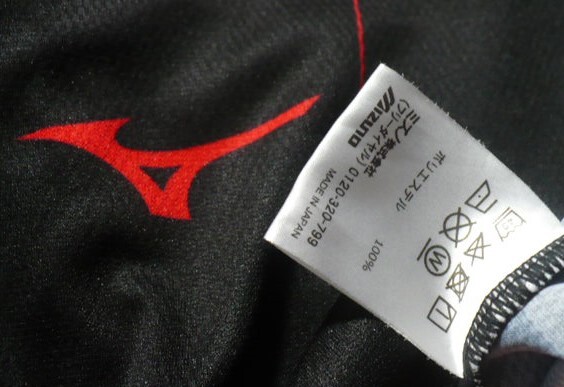 MIZUNO
ミズノ株式会社
(フリーダイヤル) 0120-320-799
MADE IN JAPAN
ポリエステル 100%
W